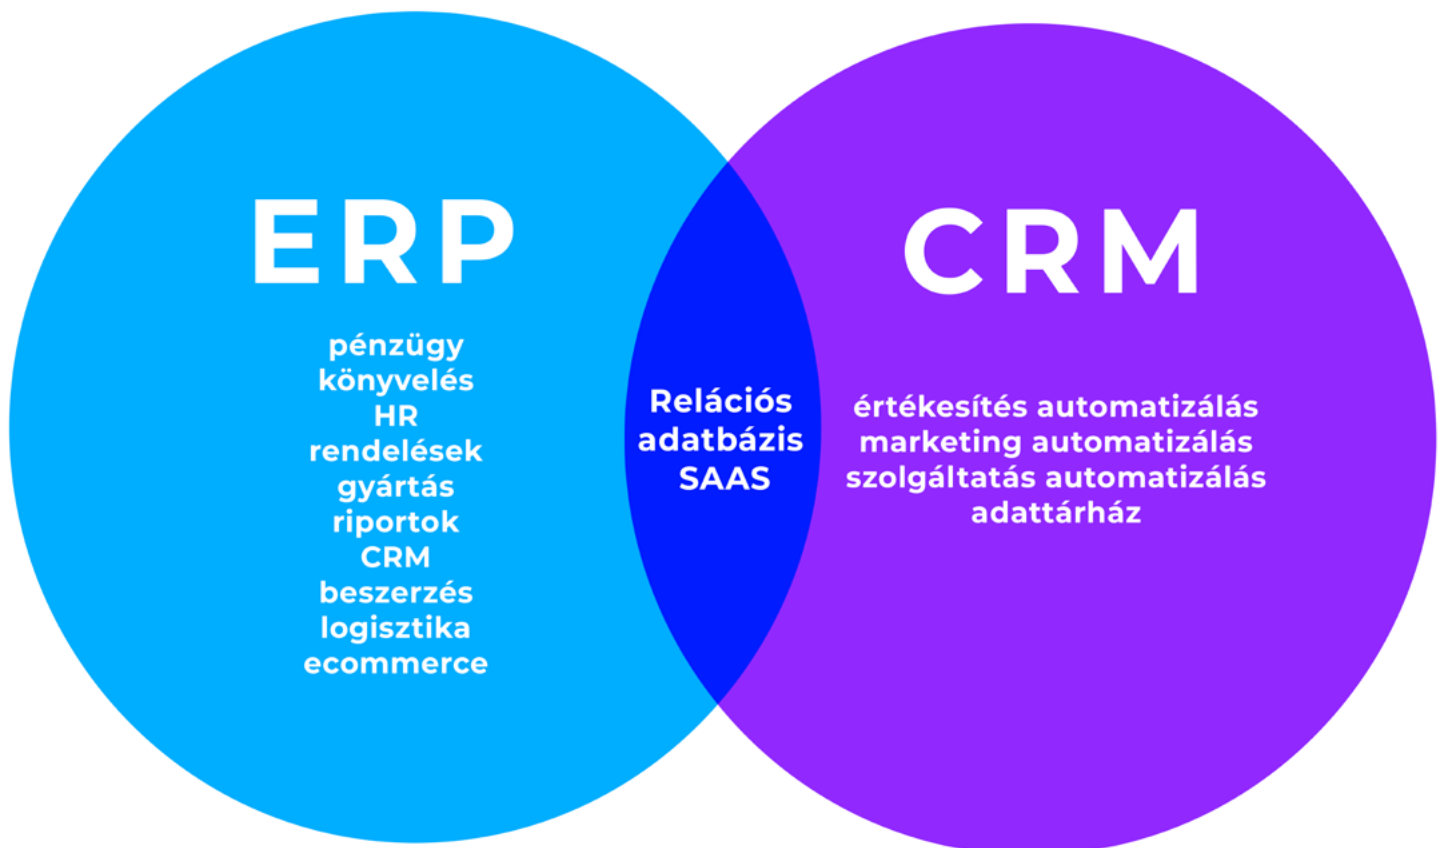 ERP
pénzügy
könyvelés
HR
rendelések
gyártás
riportok
CRM
beszerzés
logisztika
ecommerce
Relációs
adatbázis
SAAS
CRM
értékesítés automatizálás
marketing automatizálás
szolgáltatás automatizálás
adattárház